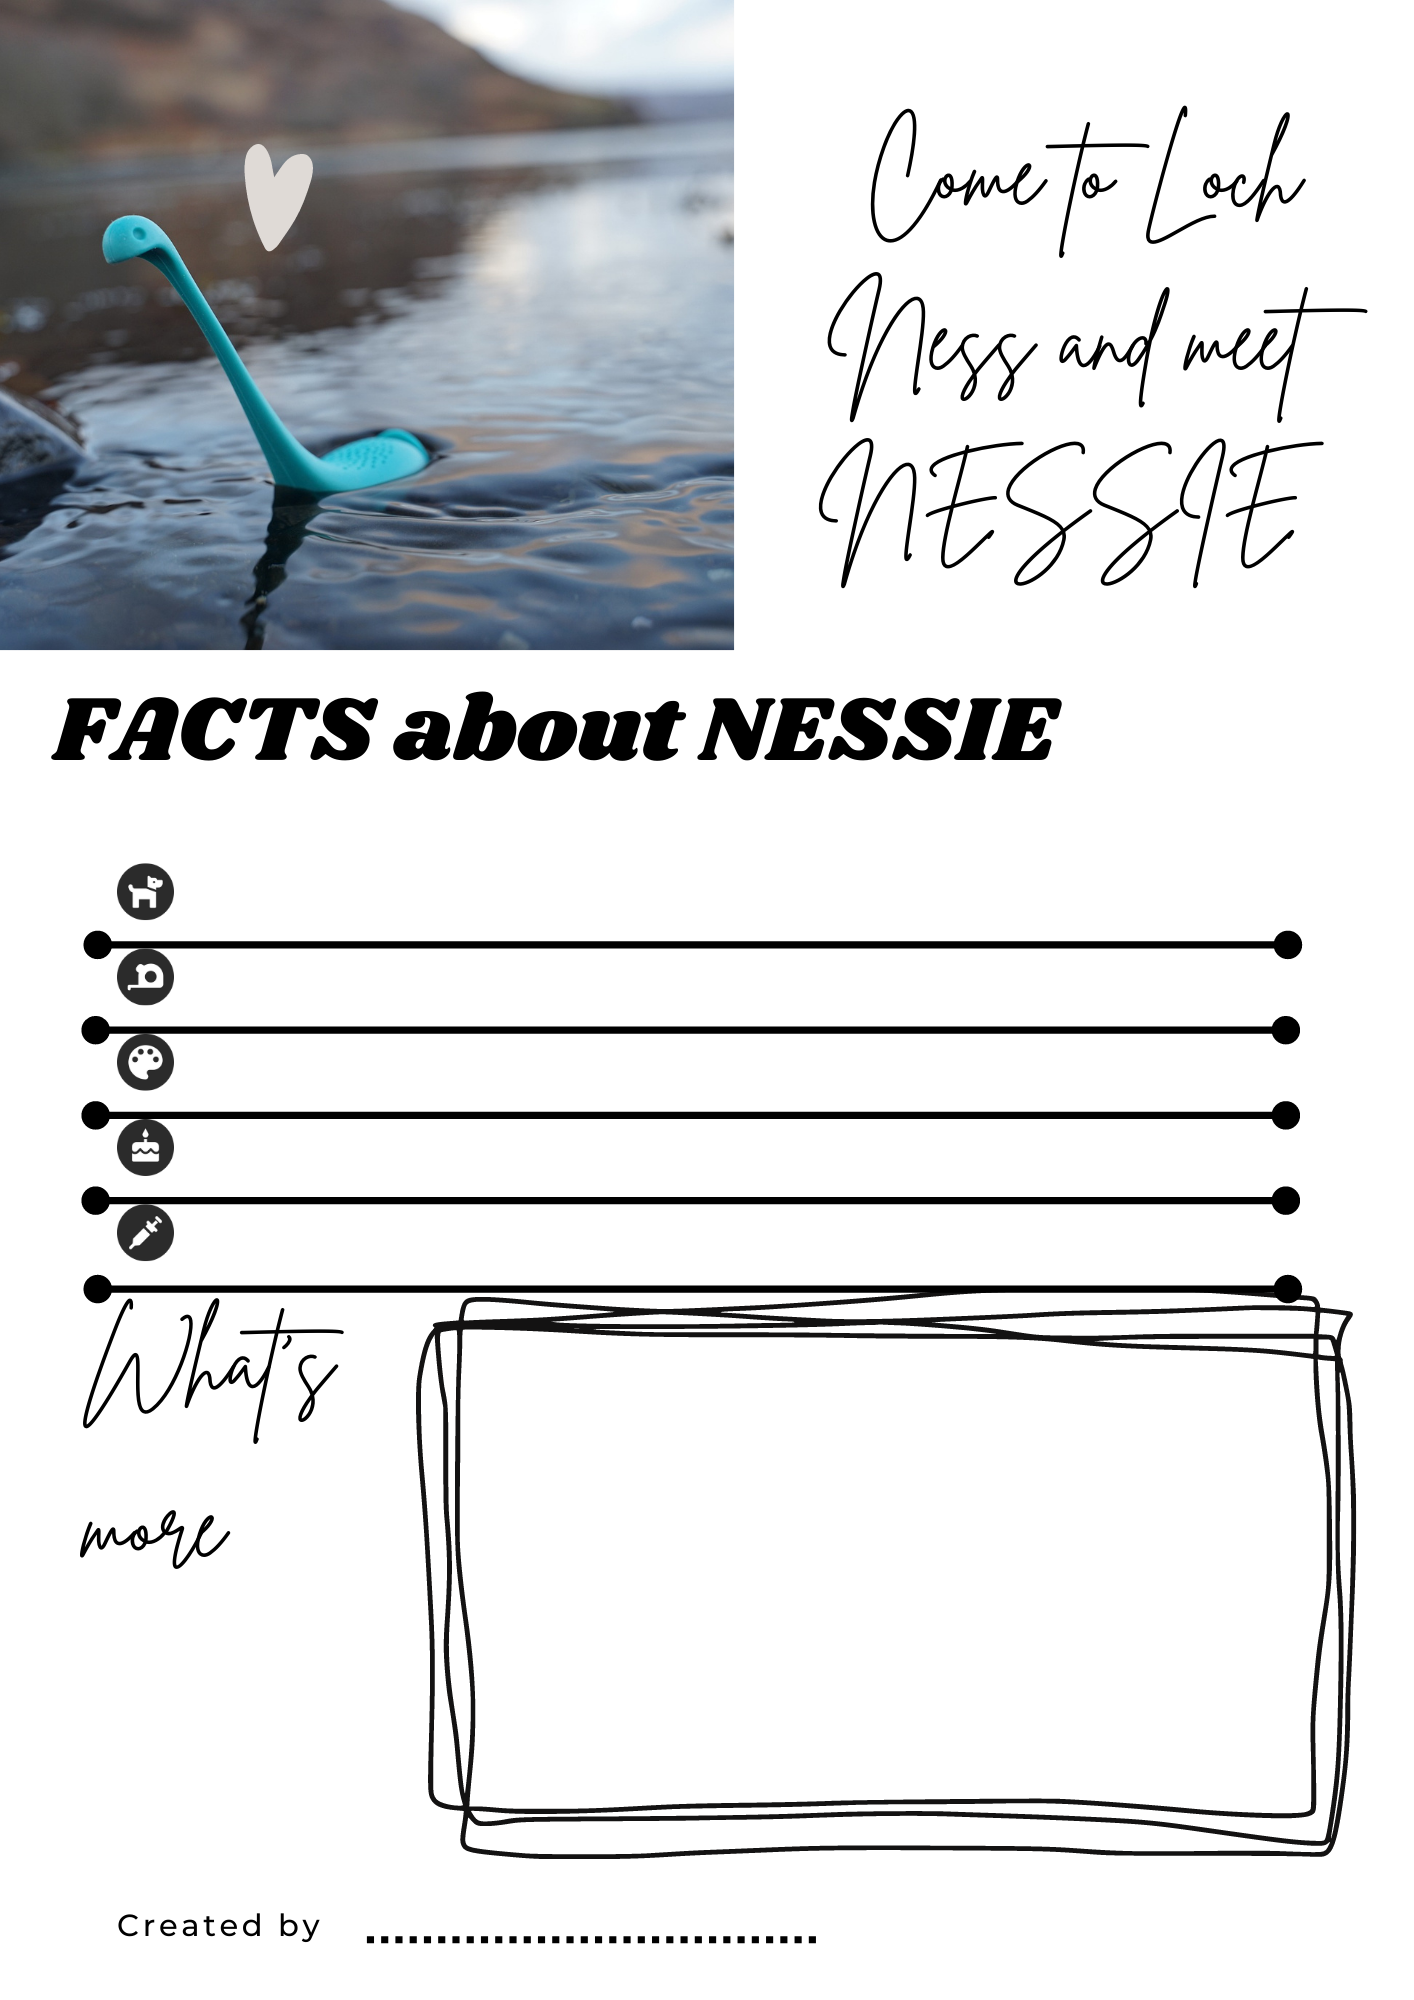 Come to Loch
Ness and meet
NESSIE
FACTS about NESSIE
What's
more
Created by